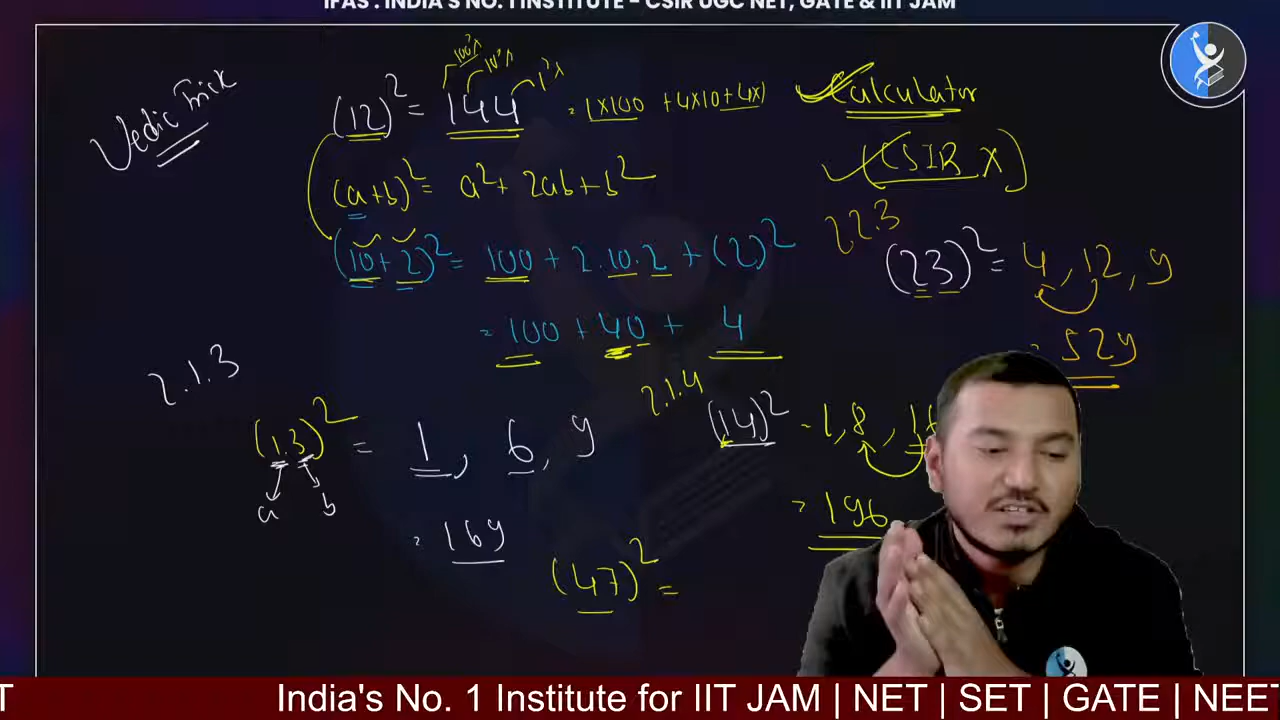 IFAS : INDIA'S NO. 1 INSTITUTE - CSIR UGC NET, GATE & IIT JAM
Vedic Trick
100's 10's 1's
(12)² = 144 = 1x100 + 4x10 + 4x1
Calculator
(a+b)² = a² + 2ab + b²
(CSIR X)
(10+2)² = 100 + 2.10.2 + (2)²
2.2.3
(23)² = 4, 12, 9
= 100 + 40 + 4
= 529
2.1.3
(13)² = 1, 6, 9
a b
= 169
2.1.4
(14)² = 1, 8, 16
= 196
(47)² =
T India's No. 1 Institute for IIT JAM | NET | SET | GATE | NEET